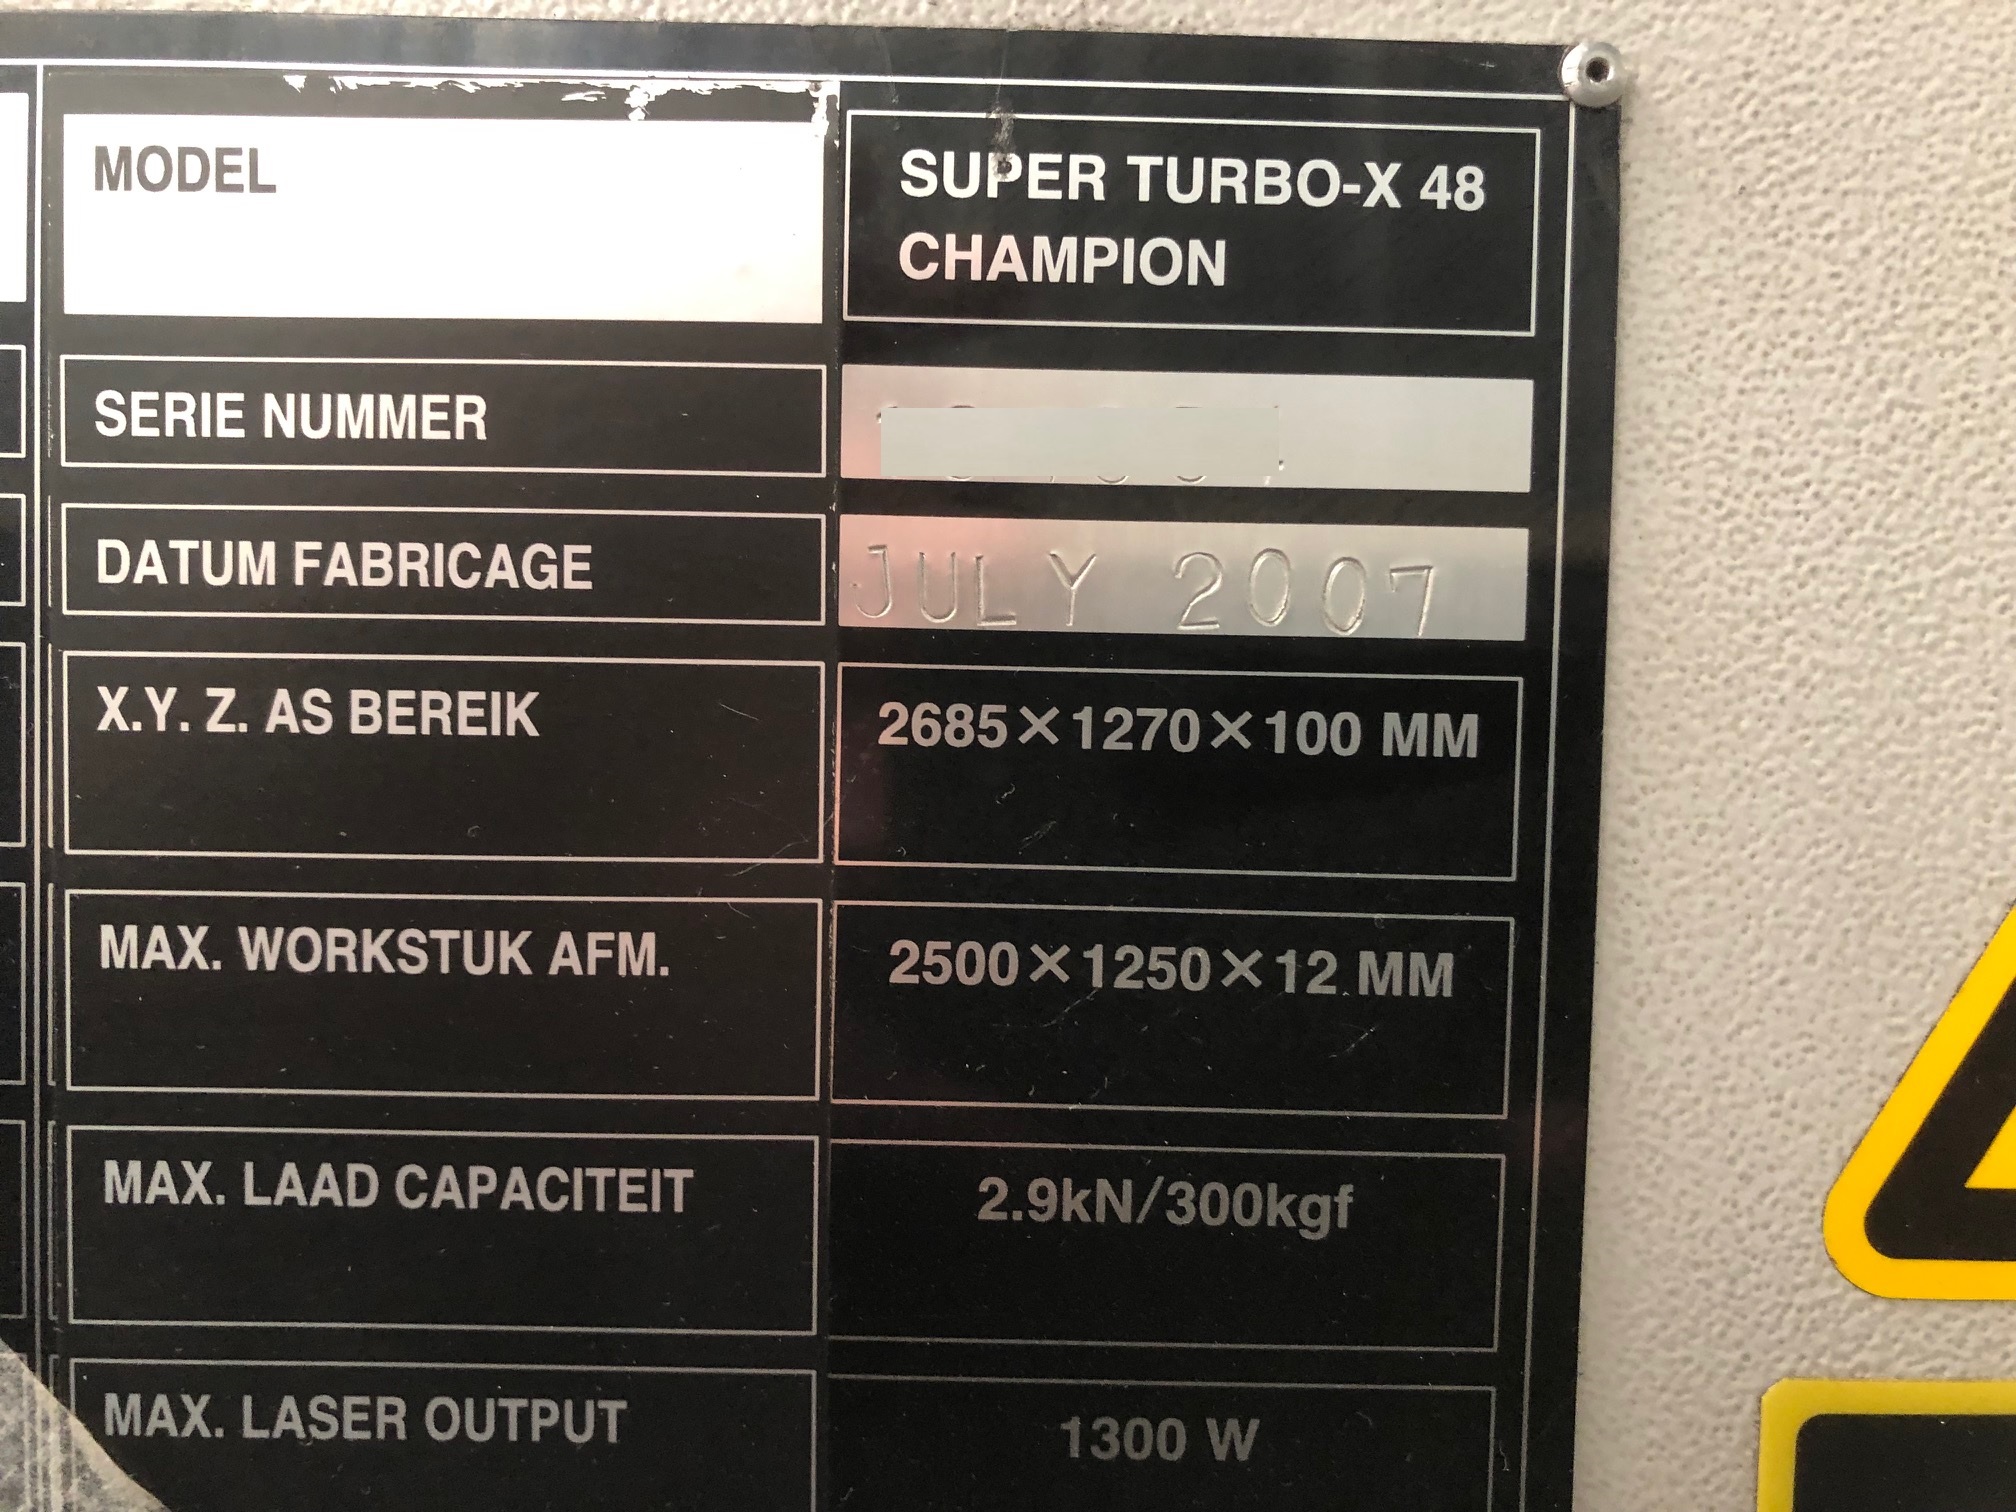 MODEL
SUPER TURBO-X 48
CHAMPION
SERIE NUMMER
DATUM FABRICAGE
JULY 2007
X.Y. Z. AS BEREIK
2685×1270×100 MM
MAX. WORKSTUK AFM.
2500×1250×12 MM
MAX. LAAD CAPACITEIT
2.9kN/300kgf
MAX. LASER OUTPUT
1300 W